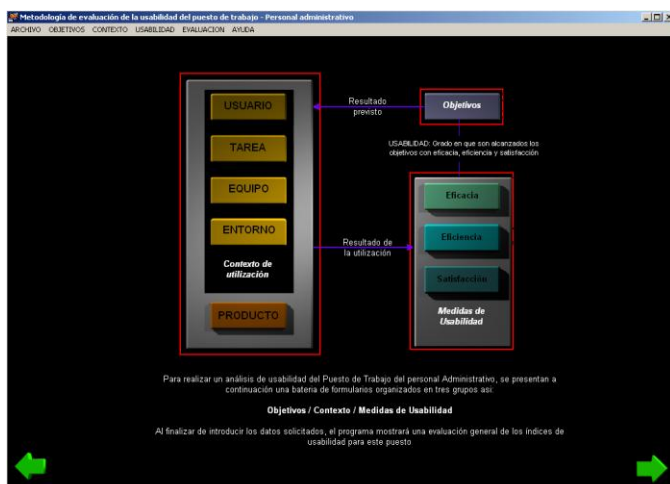 Metodología de evaluación de la usabilidad del puesto de trabajo - Personal administrativo
ARCHIVO OBJETIVOS CONTEXTO USABILIDAD EVALUACION AYUDA
USUARIO
TAREA
EQUIPO
ENTORNO
Contexto de
utilización
PRODUCTO
Resultado
previsto
Objetivos
USABILIDAD: Grado en que son alcanzados los
objetivos con eficacia, eficiencia y satisfacción
Resultado de
la utilización
Eficacia
Eficiencia
Satisfacción
Medidas de
Usabilidad
Para realizar un análisis de usabilidad del Puesto de Trabajo del personal Administrativo, se presentan a
continuación una bateria de formularios organizados en tres grupos asi:
Objetivos / Contexto / Medidas de Usabilidad
Al finalizar de introducir los datos solicitados, el programa mostrará una evaluación general de los índices de
usabilidad para este puesto